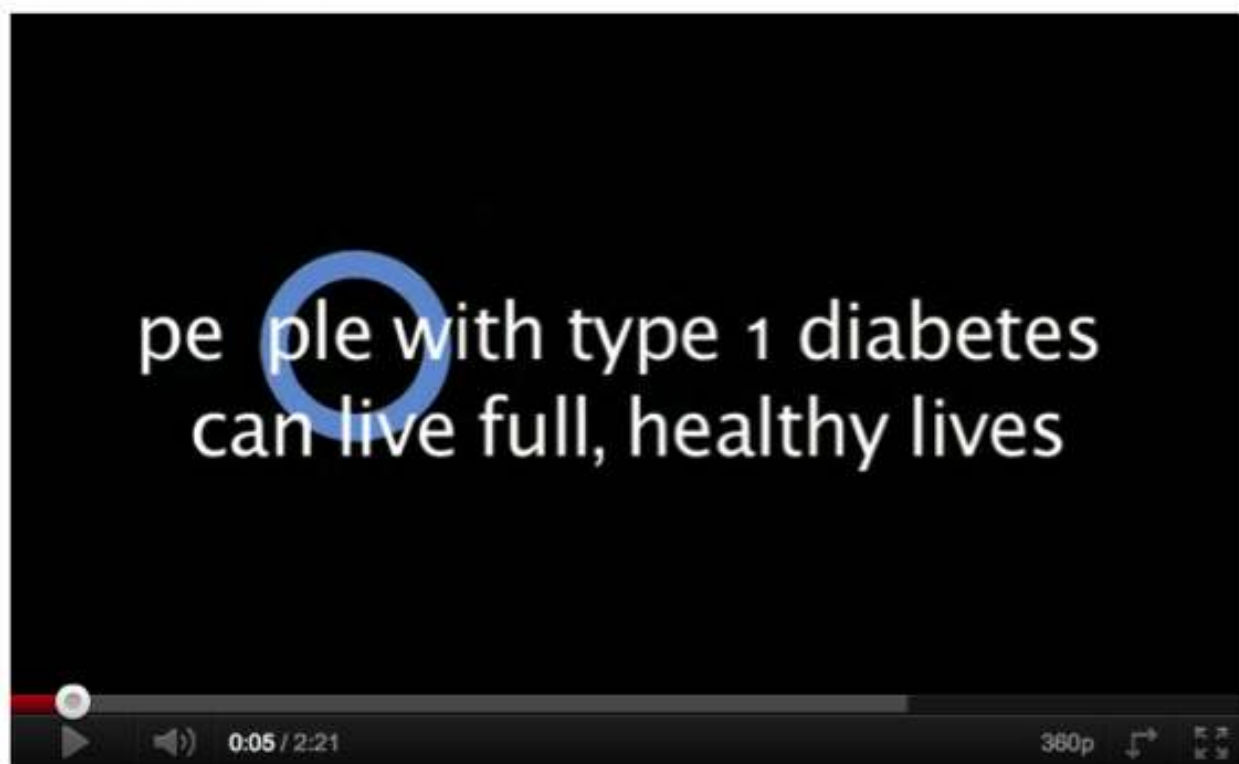 pe ple with type 1 diabetes
can live full, healthy lives
0:05 / 2:21 360p